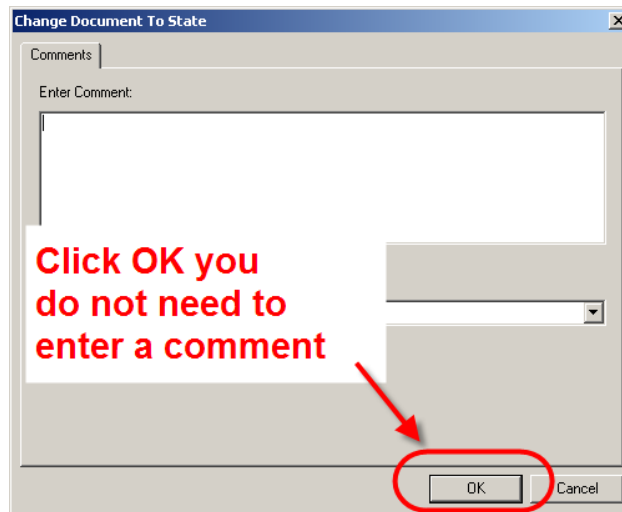 Change Document To State
Comments
Enter Comment:
Click OK you
do not need to
enter a comment
OK
Cancel